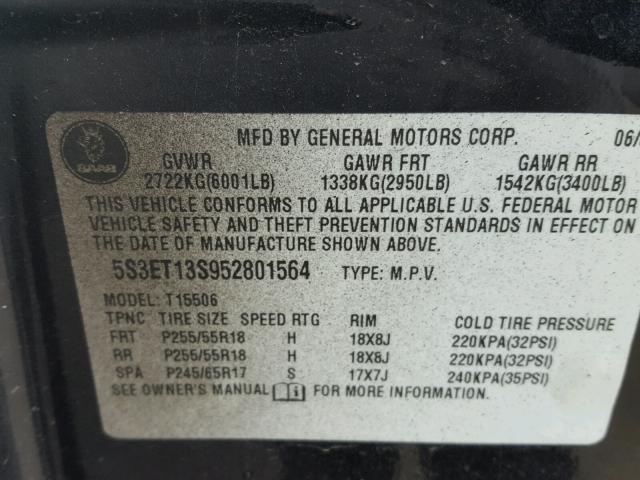 MFD BY GENERAL MOTORS CORP. 06/
SAAB
GVWR GAWR FRT GAWR RR
2722KG(6001LB) 1338KG(2950LB) 1542KG(3400LB)
THIS VEHICLE CONFORMS TO ALL APPLICABLE U.S. FEDERAL MOTOR
VEHICLE SAFETY AND THEFT PREVENTION STANDARDS IN EFFECT ON
THE DATE OF MANUFACTURE SHOWN ABOVE.
5S3ET13S952801564 TYPE: M.P.V.
MODEL: T15506
TPNC TIRE SIZE SPEED RTG RIM COLD TIRE PRESSURE
FRT P255/55R18 H 18X8J 220KPA(32PSI)
RR P255/55R18 H 18X8J 220KPA(32PSI)
SPA P245/65R17 S 17X7J 240KPA(35PSI)
SEE OWNER'S MANUAL i FOR MORE INFORMATION.